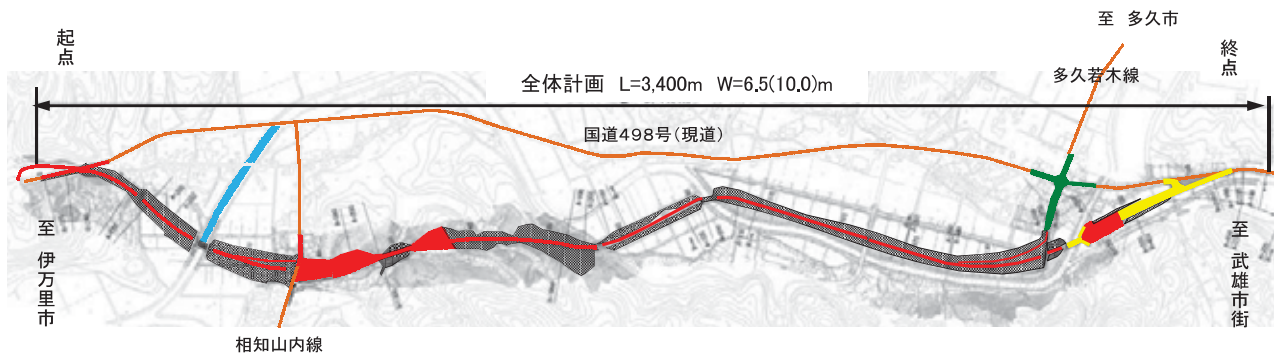 至 多久市
起点
終点
多久若木線
全体計画 L=3,400m W=6.5(10.0)m
国道498号(現道)
至 伊万里市
至 武雄市街
相知山内線